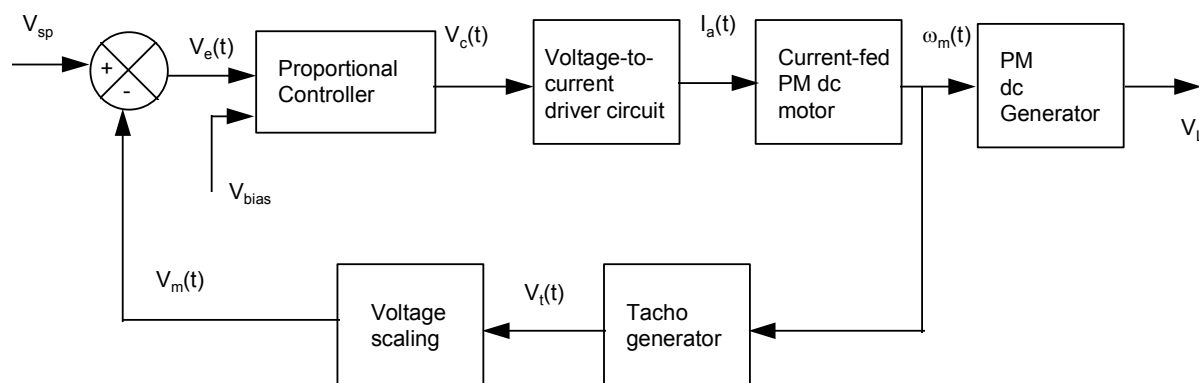 V_sp
+
-
V_e(t)
Proportional
Controller
V_bias
V_c(t)
Voltage-to-
current
driver circuit
I_a(t)
Current-fed
PM dc
motor
ω_m(t)
PM
dc
Generator
V_L
V_m(t)
Voltage
scaling
V_t(t)
Tacho
generator